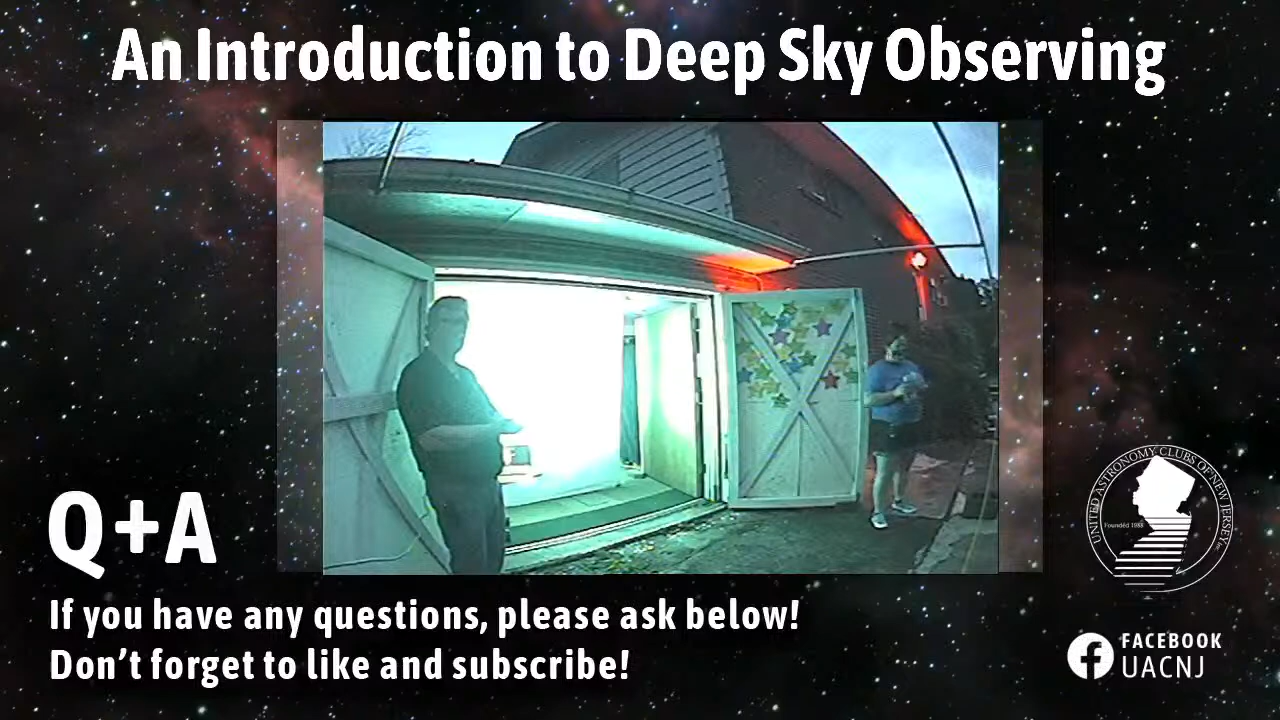 An Introduction to Deep Sky Observing
Q+A
If you have any questions, please ask below!
Don't forget to like and subscribe!
UNITED ASTRONOMY CLUBS OF NEW JERSEY, Inc.
Founded 1988
FACEBOOK
UACNJ